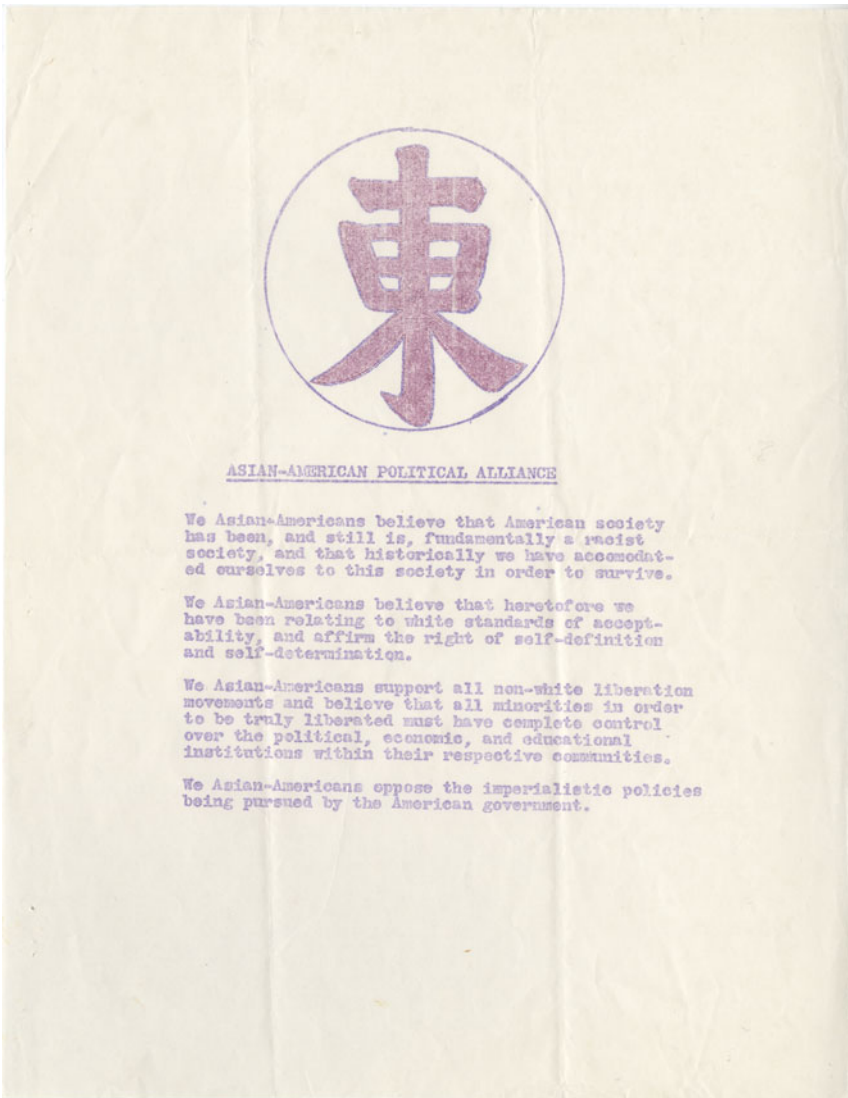 東
ASIAN-AMERICAN POLITICAL ALLIANCE
We Asian-Americans believe that American society
has been, and still is, fundamentally a racist
society, and that historically we have accomodat-
ed ourselves to this society in order to survive.
We Asian-Americans believe that heretofore we
have been relating to white standards of accept-
ability, and affirm the right of self-definition
and self-determination.
We Asian-Americans support all non-white liberation
movements and believe that all minorities in order
to be truly liberated must have complete control
over the political, economic, and educational
institutions within their respective communities.
We Asian-Americans oppose the imperialistic policies
being pursued by the American government.